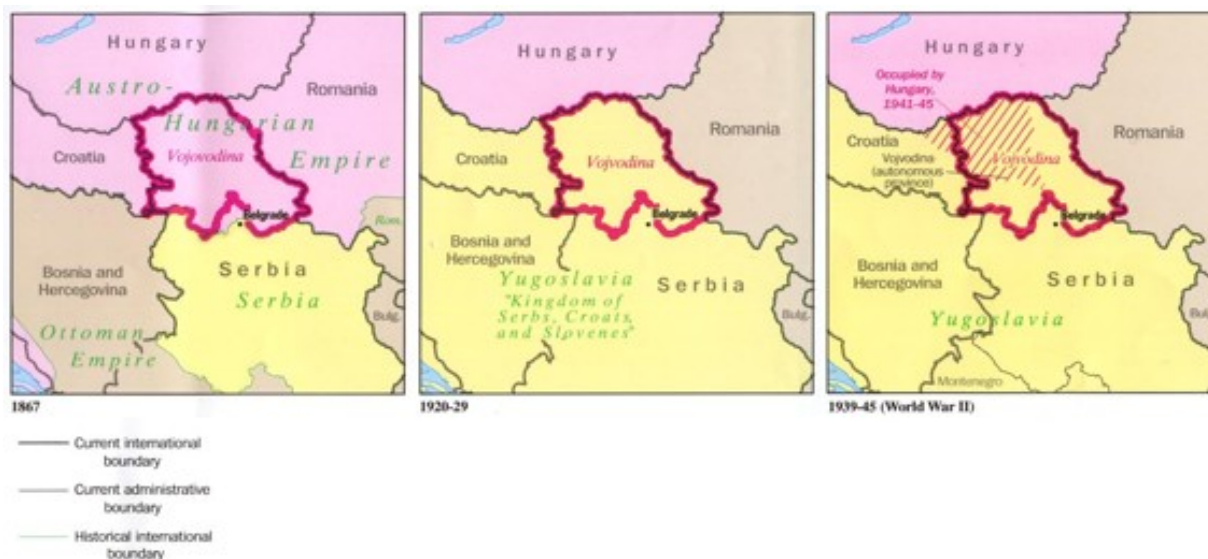 Hungary
Austro-
Hungarian
Empire
Romania
Croatia
Vojovodina
Rom.
Belgrade
Bosnia and
Hercegovina
Serbia
Serbia
Ottoman
Empire
Bulg.
1867
Hungary
Romania
Croatia
Vojvodina
Belgrade
Bosnia and
Hercegovina
Yugoslavia
"Kingdom of
Serbs, Croats,
and Slovenes"
Serbia
Bulg.
1920-29
Hungary
Occupied by
Hungary,
1941-45
Romania
Croatia
Vojvodina
(autonomous
province)
Vojvodina
Belgrade
Bosnia and
Hercegovina
Serbia
Yugoslavia
Bulg.
Montenegro
1939-45 (World War II)
Current international
boundary
Current administrative
boundary
Historical international
boundary